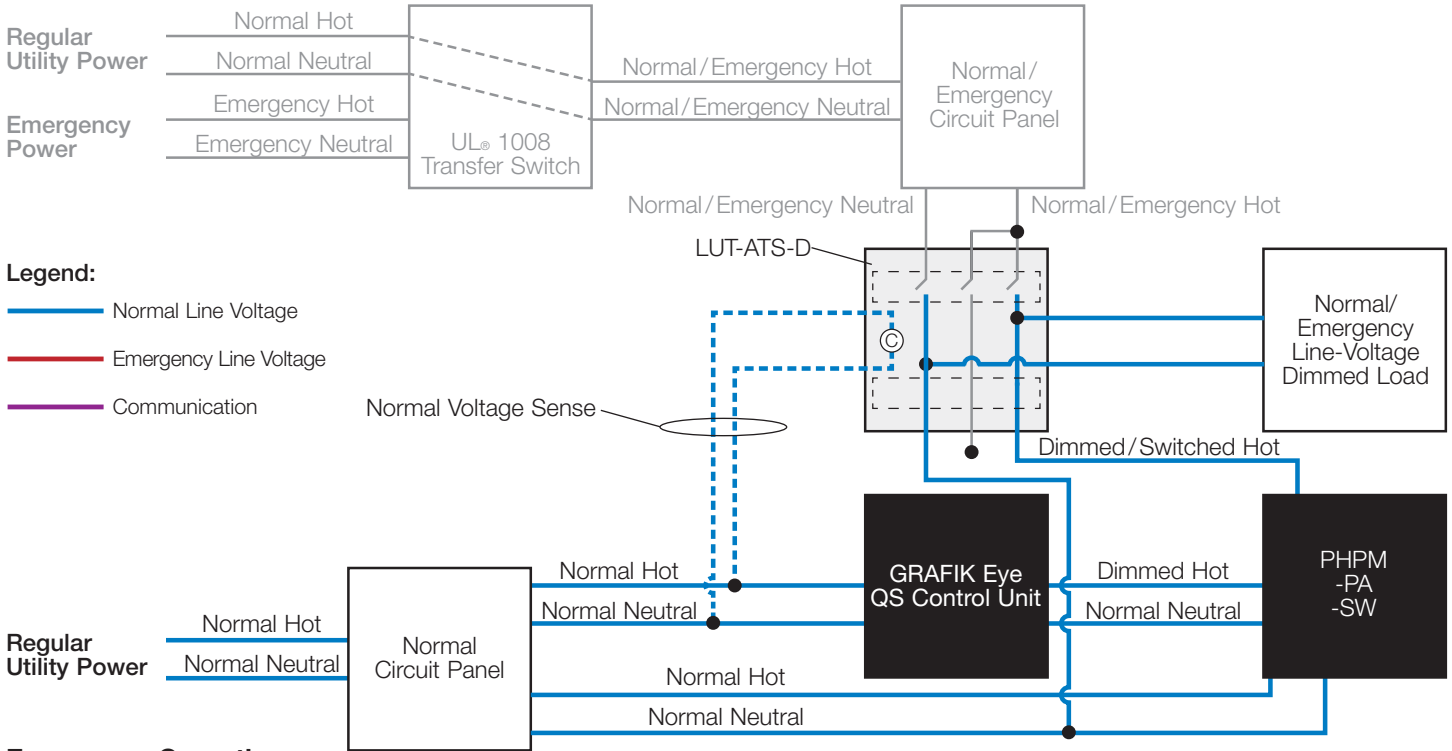 Regular
Utility Power
Normal Hot
Normal Neutral
Emergency
Power
Emergency Hot
Emergency Neutral
UL® 1008
Transfer Switch
Normal/Emergency Hot
Normal/Emergency Neutral
Normal/
Emergency
Circuit Panel
Normal/Emergency Neutral
Normal/Emergency Hot
LUT-ATS-D
Legend:
Normal Line Voltage
Emergency Line Voltage
Communication
C
Normal/
Emergency
Line-Voltage
Dimmed Load
Normal Voltage Sense
Dimmed/Switched Hot
Normal Hot
Normal Neutral
GRAFIK Eye
QS Control Unit
Dimmed Hot
Normal Neutral
PHPM
-PA
-SW
Regular
Utility Power
Normal Hot
Normal Neutral
Normal
Circuit Panel
Normal Hot
Normal Neutral